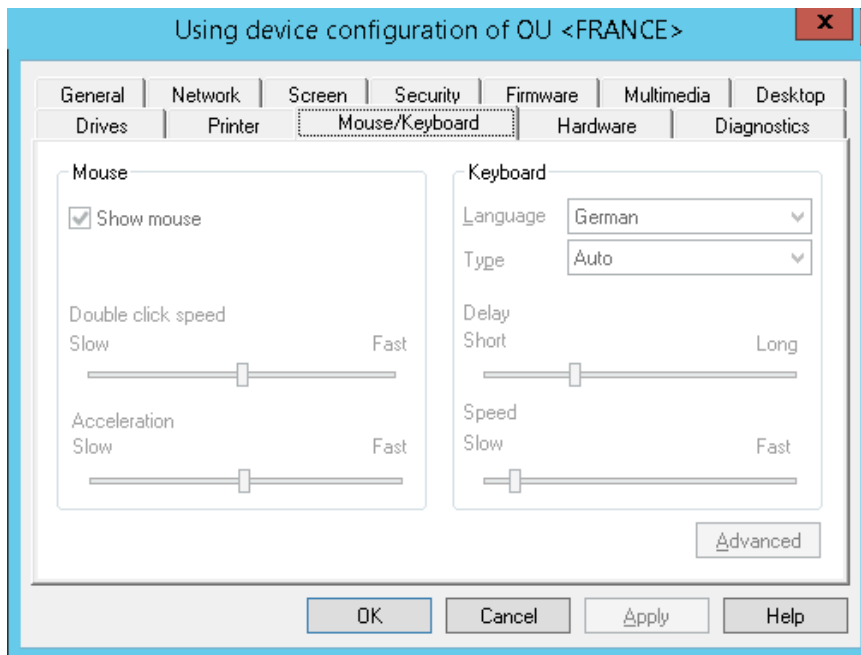 Using device configuration of OU <FRANCE>
x
General Network Screen Security Firmware Multimedia Desktop
Drives Printer Mouse/Keyboard Hardware Diagnostics
Mouse
Show mouse
Double click speed
Slow Fast
Acceleration
Slow Fast
Keyboard
Language German
Type Auto
Delay
Short Long
Speed
Slow Fast
Advanced
OK Cancel Apply Help